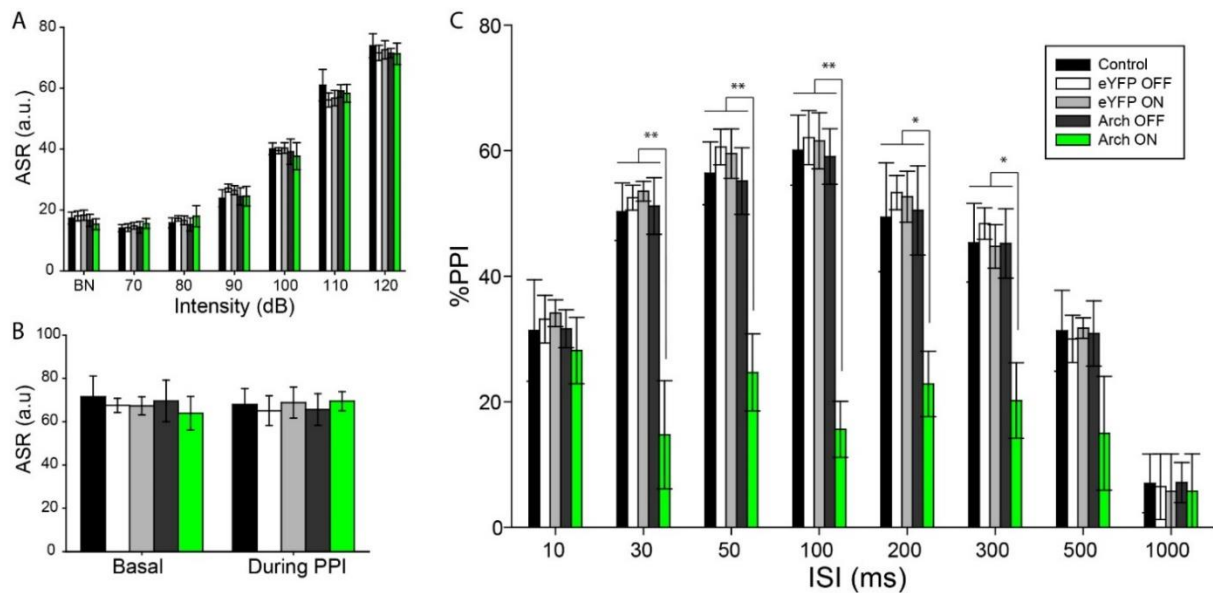 A
ASR (a.u.)
80
60
40
20
0
BN 70 80 90 100 110 120
Intensity (dB)
B
ASR (a.u)
100
80
60
40
20
0
Basal During PPI
C
%PPI
80
60
40
20
0
** ** ** * *
10 30 50 100 200 300 500 1000
ISI (ms)
Control
eYFP OFF
eYFP ON
Arch OFF
Arch ON